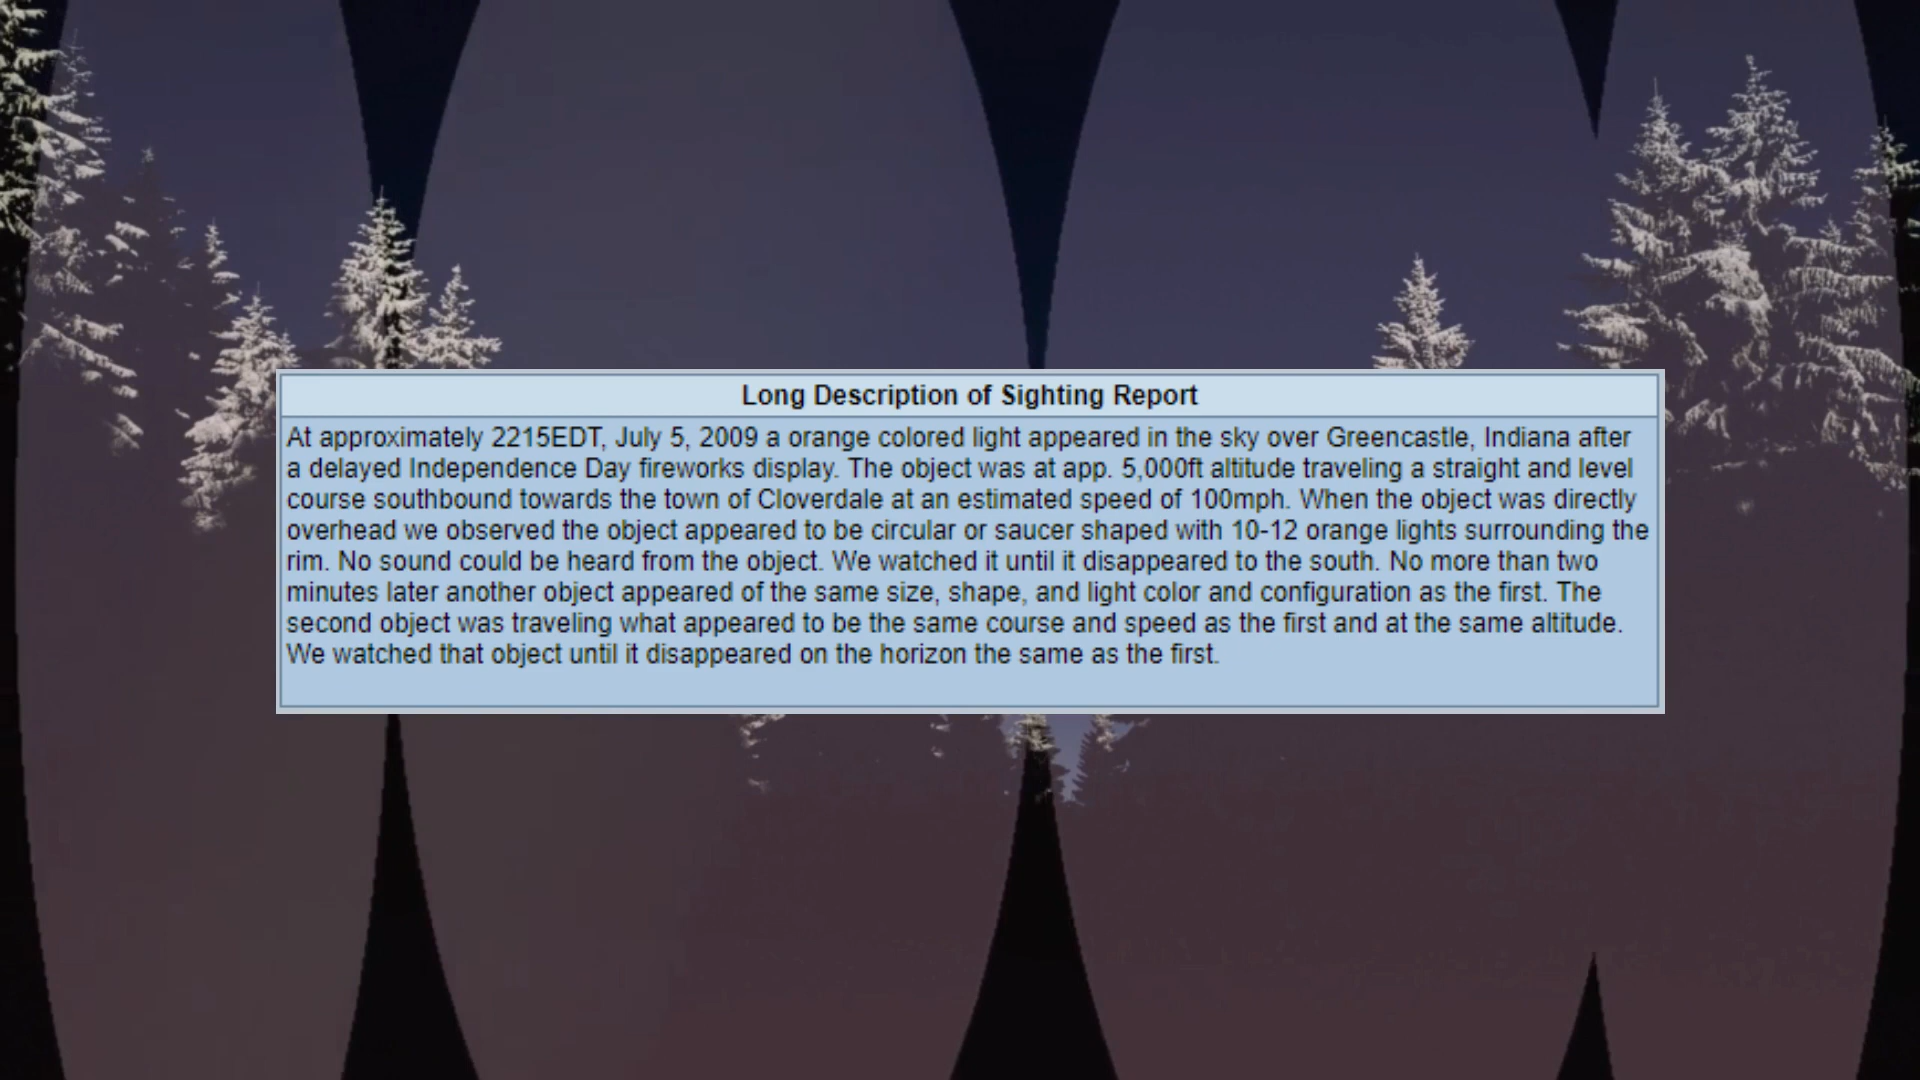 Long Description of Sighting Report
At approximately 2215EDT, July 5, 2009 a orange colored light appeared in the sky over Greencastle, Indiana after
a delayed Independence Day fireworks display. The object was at app. 5,000ft altitude traveling a straight and level
course southbound towards the town of Cloverdale at an estimated speed of 100mph. When the object was directly
overhead we observed the object appeared to be circular or saucer shaped with 10-12 orange lights surrounding the
rim. No sound could be heard from the object. We watched it until it disappeared to the south. No more than two
minutes later another object appeared of the same size, shape, and light color and configuration as the first. The
second object was traveling what appeared to be the same course and speed as the first and at the same altitude.
We watched that object until it disappeared on the horizon the same as the first.